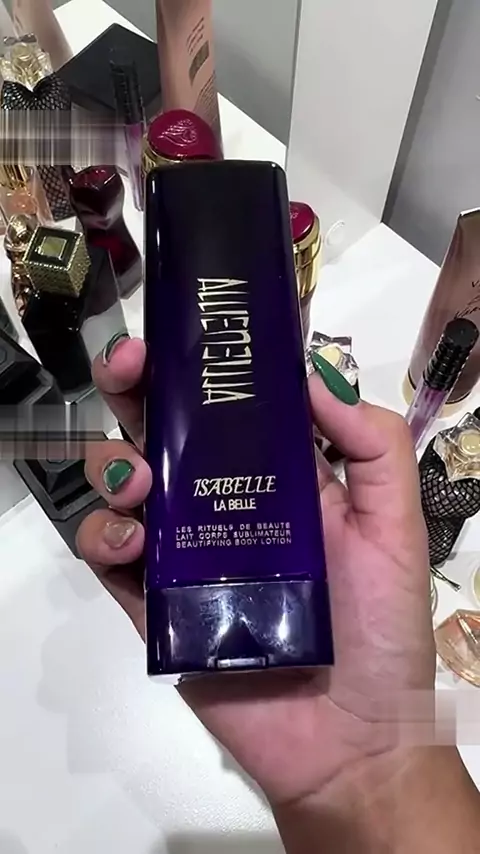 ISABELLE
LA BELLE
LES RITUELS DE BEAUTE
LAIT CORPS SUBLIMATEUR
BEAUTIFYING BODY LOTION